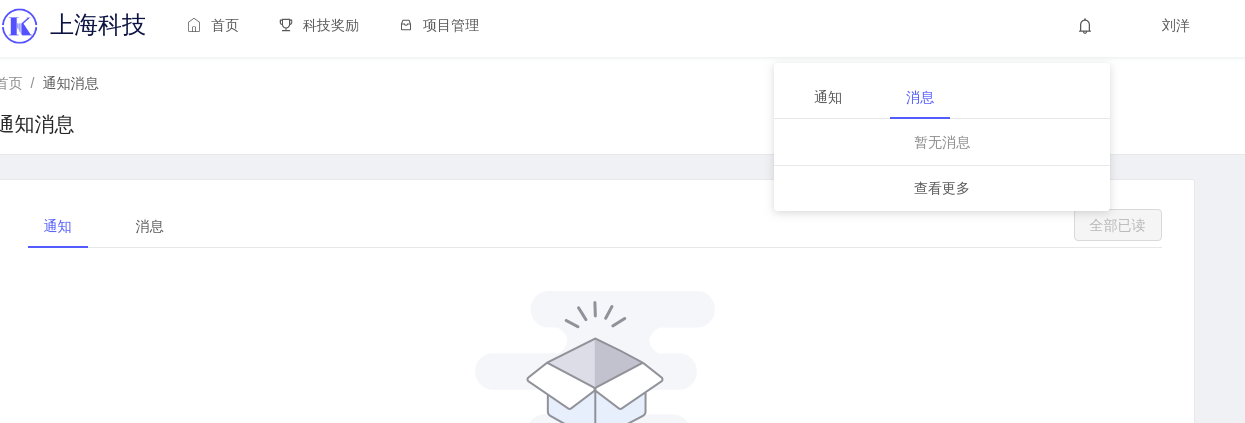 上海科技 首页 科技奖励 项目管理 刘洋
首页 / 通知消息
通知消息
通知 消息
暂无消息
查看更多
通知 消息 全部已读